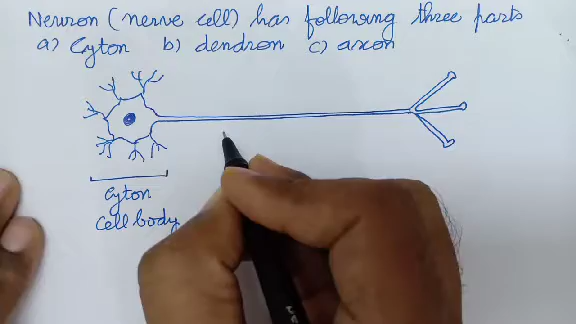 Neuron (nerve cell) has following three parts
a) Cyton b) dendron c) axon
Cyton
cell body